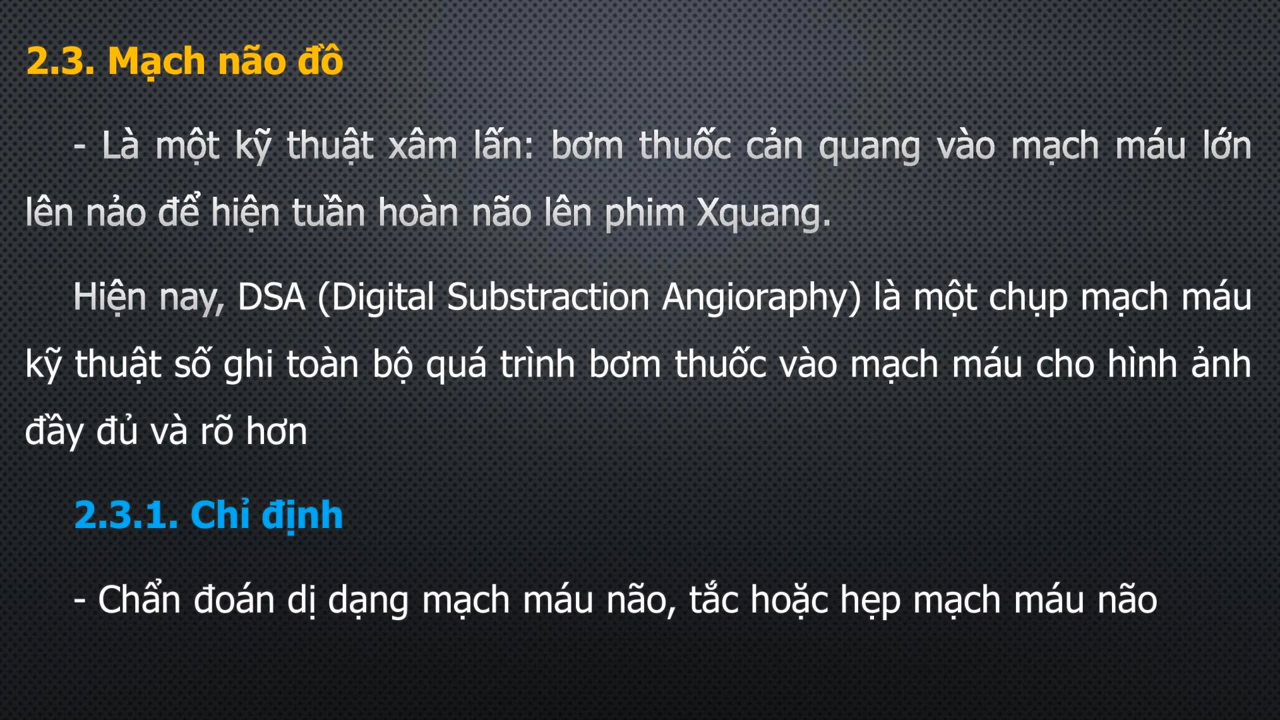 2.3. Mạch não đồ
- Là một kỹ thuật xâm lấn: bơm thuốc cản quang vào mạch máu lớn
lên nảo để hiện tuần hoàn não lên phim Xquang.
Hiện nay, DSA (Digital Substraction Angioraphy) là một chụp mạch máu
kỹ thuật số ghi toàn bộ quá trình bơm thuốc vào mạch máu cho hình ảnh
đầy đủ và rõ hơn
2.3.1. Chỉ định
- Chẩn đoán dị dạng mạch máu não, tắc hoặc hẹp mạch máu não